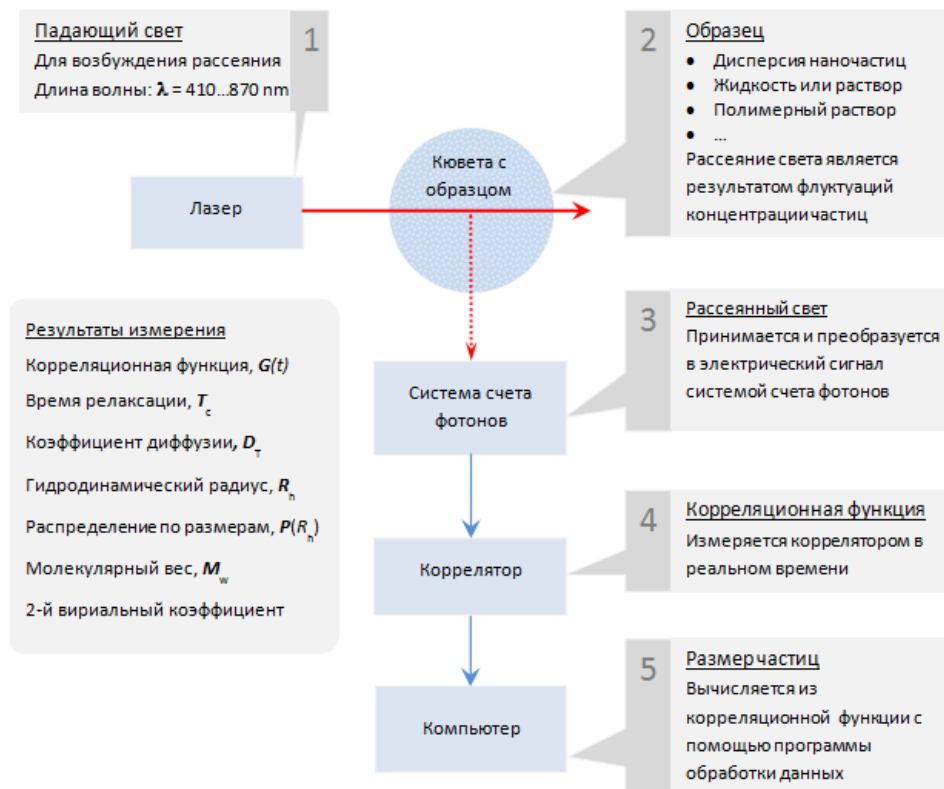 Падающий свет
Для возбуждения рассеяния
Длина волны: λ = 410...870 nm
1
2
Образец
• Дисперсия наночастиц
• Жидкость или раствор
• Полимерный раствор
• ...
Рассеяние света является
результатом флуктуаций
концентрации частиц
Лазер
Кювета с
образцом
3
Рассеянный свет
Принимается и преобразуется
в электрический сигнал
системой счета фотонов
Результаты измерения
Корреляционная функция, G(t)
Время релаксации, Tc
Коэффициент диффузии, DT
Гидродинамический радиус, Rh
Распределение по размерам, P(Rh)
Молекулярный вес, Mw
2-й вириальный коэффициент
Система счета
фотонов
4
Корреляционная функция
Измеряется коррелятором в
реальном времени
Коррелятор
5
Размер частиц
Вычисляется из
корреляционной функции с
помощью программы
обработки данных
Компьютер